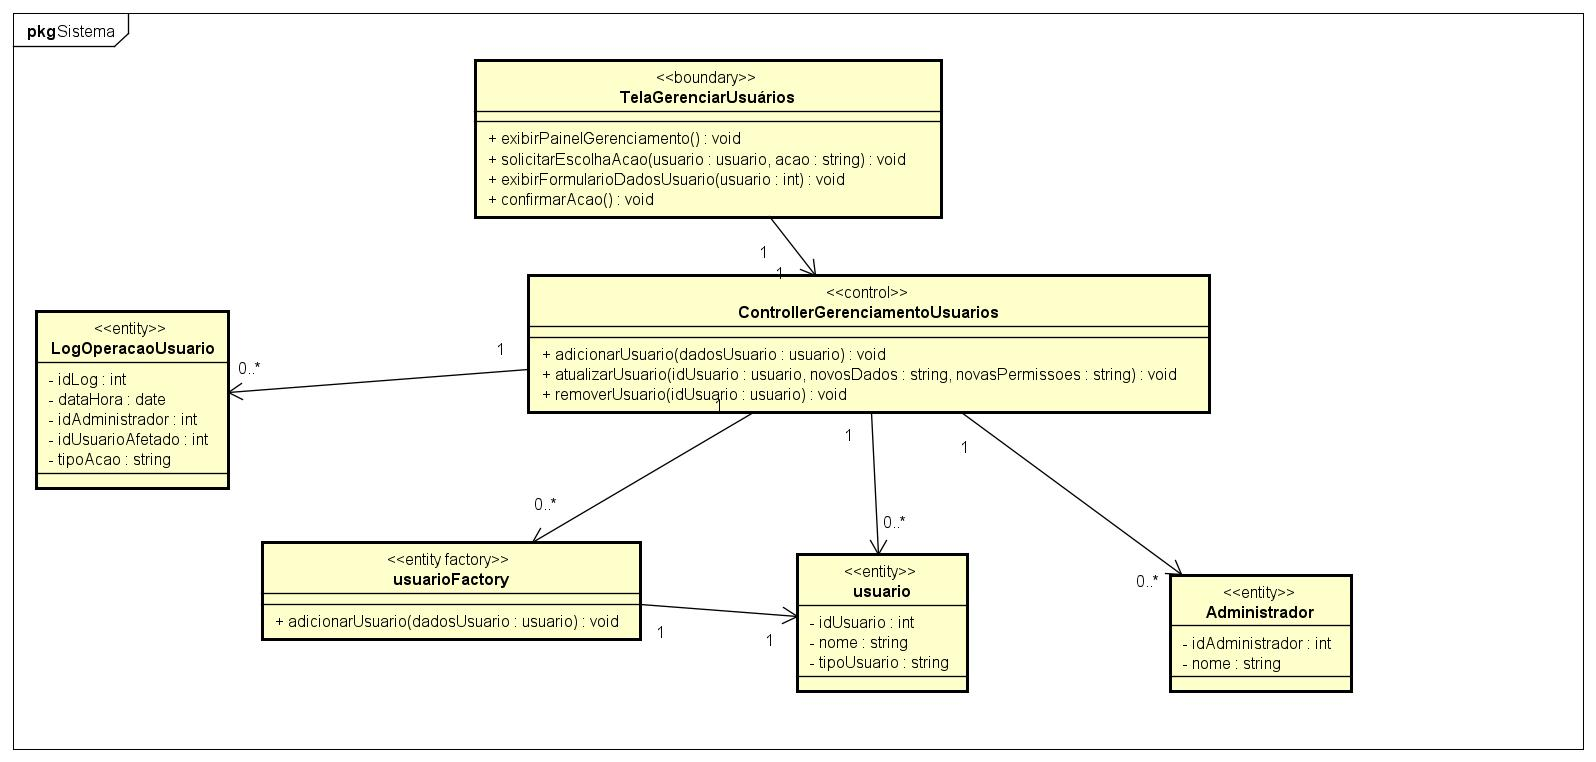 pkg Sistema
<<boundary>>
TelaGerenciarUsuários
+ exibirPainelGerenciamento() : void
+ solicitarEscolhaAcao(usuario : usuario, acao : string) : void
+ exibirFormularioDadosUsuario(usuario : int) : void
+ confirmarAcao() : void
1
1
<<control>>
ControllerGerenciamentoUsuarios
+ adicionarUsuario(dadosUsuario : usuario) : void
+ atualizarUsuario(idUsuario : usuario, novosDados : string, novasPermissoes : string) : void
+ removerUsuario(idUsuario : usuario) : void
1
0..*
<<entity>>
LogOperacaoUsuario
- idLog : int
- dataHora : date
- idAdministrador : int
- idUsuarioAfetado : int
- tipoAcao : string
1
1
1
0..*
0..*
0..*
<<entity factory>>
usuarioFactory
+ adicionarUsuario(dadosUsuario : usuario) : void
1
1
<<entity>>
usuario
- idUsuario : int
- nome : string
- tipoUsuario : string
<<entity>>
Administrador
- idAdministrador : int
- nome : string